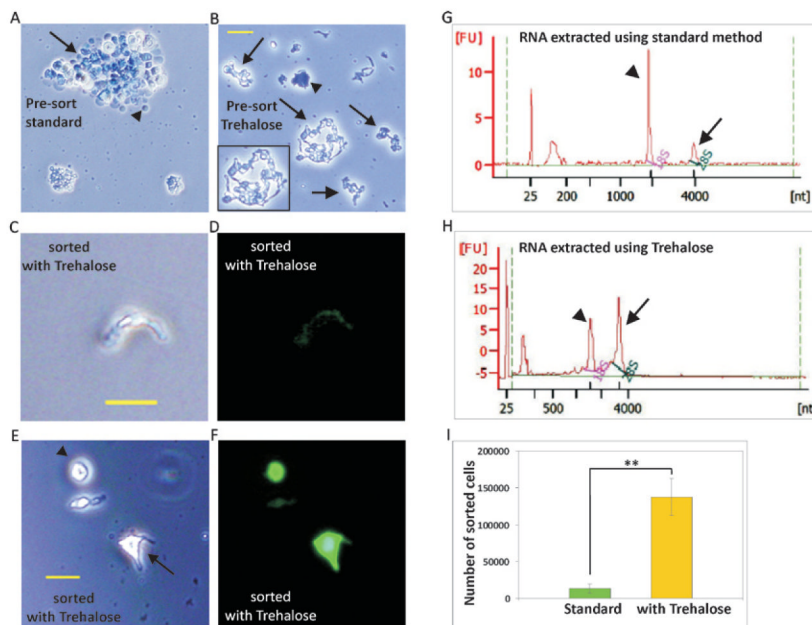 A
Pre-sort
standard
B
Pre-sort
Trehalose
C
sorted
with Trehalose
D
sorted
with Trehalose
E
sorted with Trehalose
F
sorted
with Trehalose
G
RNA extracted using standard method
[FU]
10
5
0
18S
28S
25 200 1000 4000 [nt]
H
RNA extracted using Trehalose
[FU]
20
15
10
5
0
-5
18S
28S
25 500 4000 [nt]
I
Number of sorted cells
200000
150000
100000
50000
0
**
Standard with Trehalose